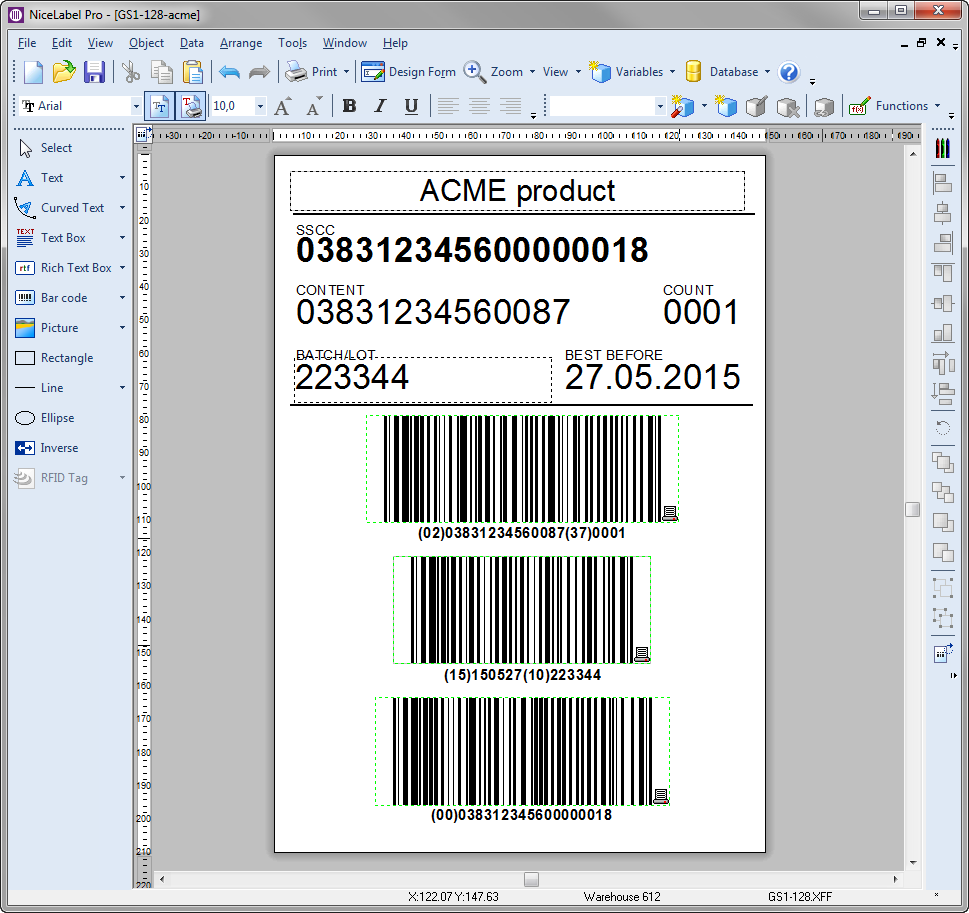 NiceLabel Pro - [GS1-128-acme]
File Edit View Object Data Arrange Tools Window Help
Print Design Form Zoom View Variables Database
Arial 10,0 B I U Functions
Select
Text
Curved Text
TEXT Text Box
rtf Rich Text Box
Bar code
Picture
Rectangle
Line
Ellipse
Inverse
RFID Tag
ACME product
SSCC
038312345600000018
CONTENT COUNT
03831234560087 0001
BATCH/LOT BEST BEFORE
223344 27.05.2015
(02)03831234560087(37)0001
(15)150527(10)223344
(00)038312345600000018
X:122.07 Y:147.63 Warehouse 612 GS1-128.XFF